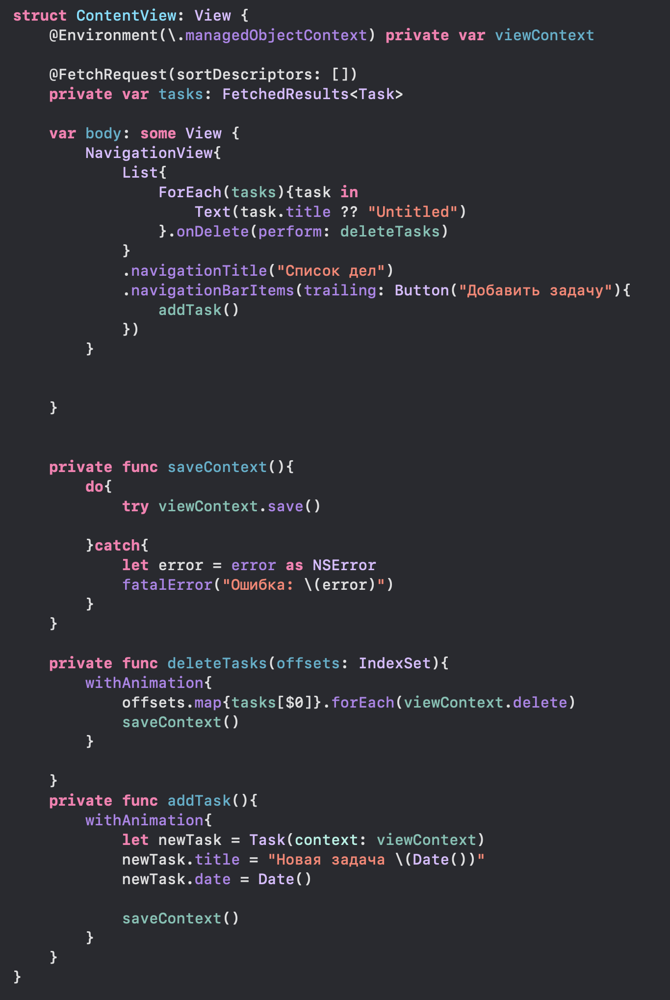 struct ContentView: View {
    @Environment(\.managedObjectContext) private var viewContext
    @FetchRequest(sortDescriptors: [])
    private var tasks: FetchedResults<Task>
    var body: some View {
        NavigationView{
            List{
                ForEach(tasks){task in
                    Text(task.title ?? "Untitled")
                }.onDelete(perform: deleteTasks)
            }
            .navigationTitle("Список дел")
            .navigationBarItems(trailing: Button("Добавить задачу"){
                addTask()
            })
        }
    }
    private func saveContext(){
        do{
            try viewContext.save()
        }catch{
            let error = error as NSError
            fatalError("Ошибка: \(error)")
        }
    }
    private func deleteTasks(offsets: IndexSet){
        withAnimation{
            offsets.map{tasks[$0]}.forEach(viewContext.delete)
            saveContext()
        }
    }
    private func addTask(){
        withAnimation{
            let newTask = Task(context: viewContext)
            newTask.title = "Новая задача \(Date())"
            newTask.date = Date()
            saveContext()
        }
    }
}